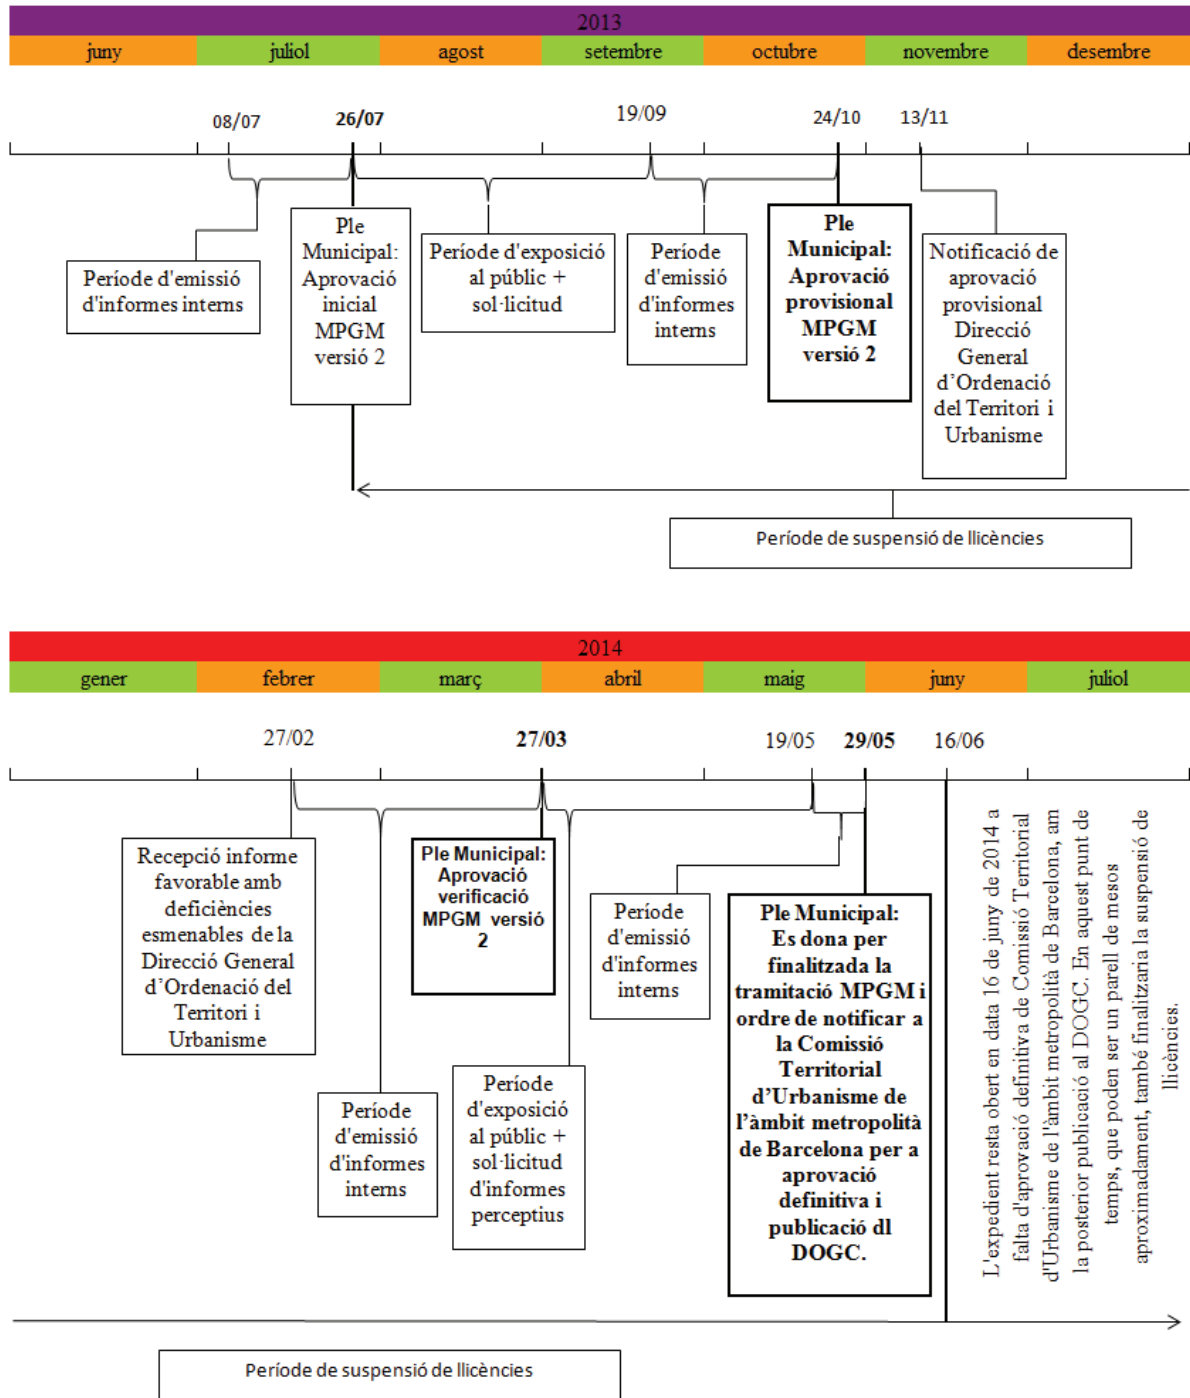 2013
juny juliol agost setembre octubre novembre desembre
08/07 26/07 19/09 24/10 13/11
Període d'emissió
d'informes interns
Ple
Municipal:
Aprovació
inicial
MPGM
versió 2
Període d'exposició
al públic +
sol·licitud
Període
d'emissió
d'informes
interns
Ple
Municipal:
Aprovació
provisional
MPGM
versió 2
Notificació de
aprovació
provisional
Direcció
General
d'Ordenació
del Territori i
Urbanisme
Període de suspensió de llicències
2014
gener febrer març abril maig juny juliol
27/02 27/03 19/05 29/05 16/06
Recepció informe
favorable amb
deficiències
esmenables de la
Direcció General
d'Ordenació del
Territori i
Urbanisme
Període
d'emissió
d'informes
interns
Ple Municipal:
Aprovació
verificació
MPGM versió
2
Període
d'exposició
al públic +
sol·licitud
d'informes
perceptius
Període
d'emissió
d'informes
interns
Ple Municipal:
Es dona per
finalitzada la
tramitació MPGM i
ordre de notificar a
la Comissió
Territorial
d'Urbanisme de
l'àmbit metropolità
de Barcelona per a
aprovació
definitiva i
publicació dl
DOGC.
L'expedient resta obert en data 16 de juny de 2014 a
falta d'aprovació definitiva de Comissió Territorial
d'Urbanisme de l'àmbit metropolità de Barcelona, am
la posterior publicació al DOGC. En aquest punt de
temps, que poden ser un parell de mesos
aproximadament, també finalitzaria la suspensió de
llicències.
Període de suspensió de llicències